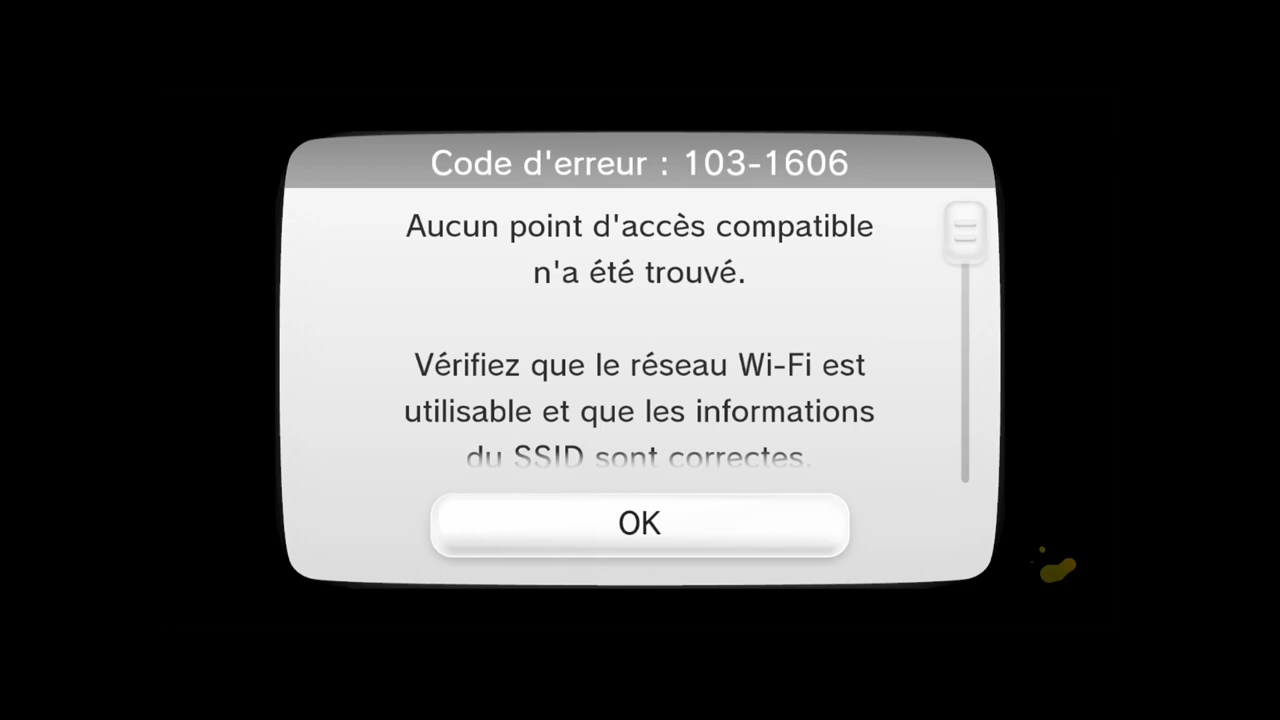 Code d'erreur : 103-1606
Aucun point d'accès compatible
n'a été trouvé.
Vérifiez que le réseau Wi-Fi est
utilisable et que les informations
du SSID sont correctes.
OK